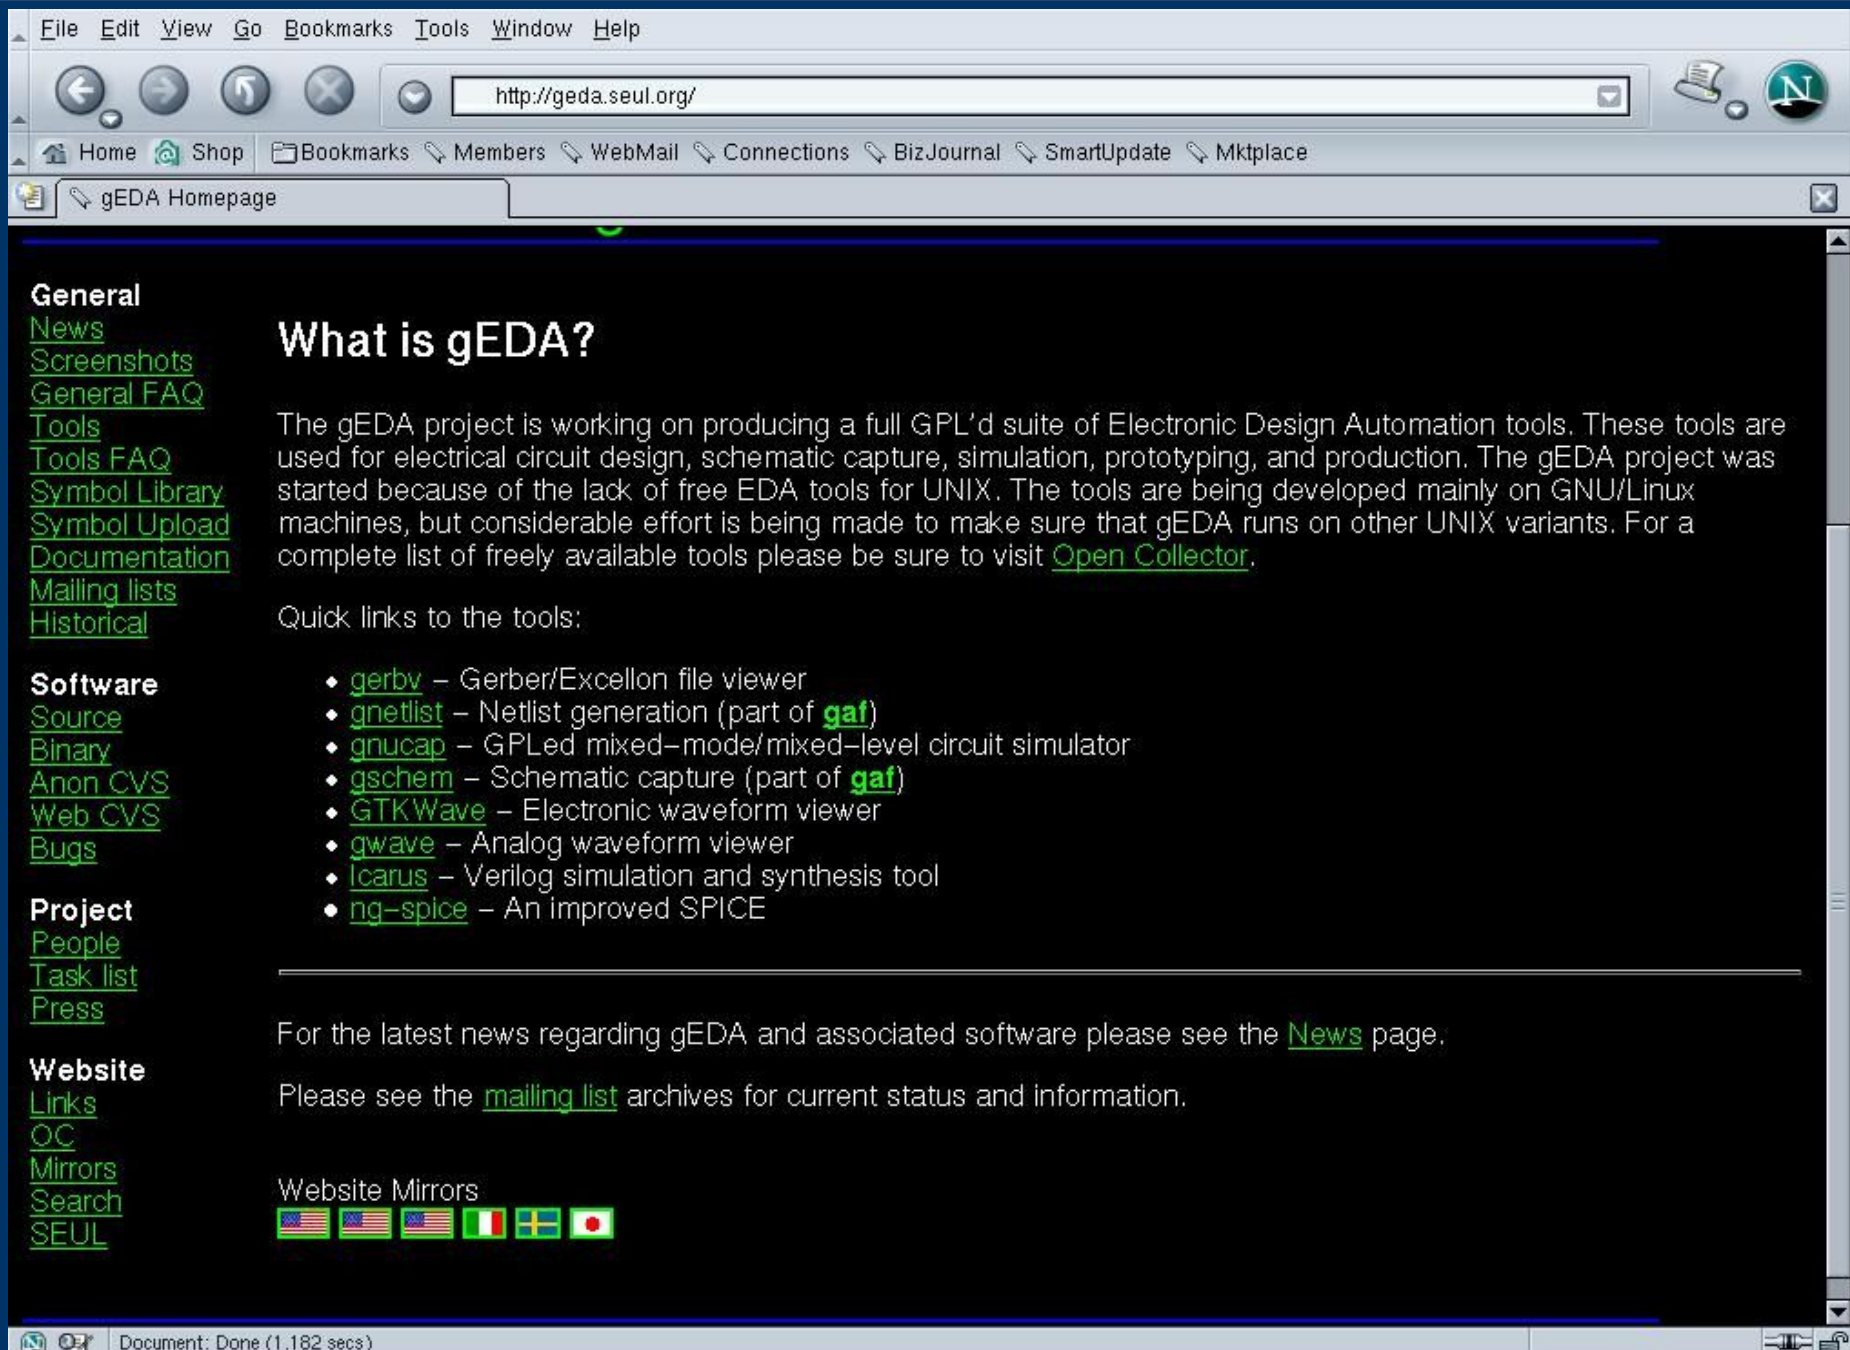 File Edit View Go Bookmarks Tools Window Help
http://geda.seul.org/
N
Home Shop Bookmarks Members WebMail Connections BizJournal SmartUpdate Mktplace
gEDA Homepage
General
News
Screenshots
General FAQ
Tools
Tools FAQ
Symbol Library
Symbol Upload
Documentation
Mailing lists
Historical
Software
Source
Binary
Anon CVS
Web CVS
Bugs
Project
People
Task list
Press
Website
Links
OC
Mirrors
Search
SEUL
What is gEDA?
The gEDA project is working on producing a full GPL'd suite of Electronic Design Automation tools. These tools are
used for electrical circuit design, schematic capture, simulation, prototyping, and production. The gEDA project was
started because of the lack of free EDA tools for UNIX. The tools are being developed mainly on GNU/Linux
machines, but considerable effort is being made to make sure that gEDA runs on other UNIX variants. For a
complete list of freely available tools please be sure to visit Open Collector.
Quick links to the tools:
• gerbv – Gerber/Excellon file viewer
• gnetlist – Netlist generation (part of gaf)
• gnucap – GPLed mixed–mode/mixed–level circuit simulator
• gschem – Schematic capture (part of gaf)
• GTKWave – Electronic waveform viewer
• gwave – Analog waveform viewer
• Icarus – Verilog simulation and synthesis tool
• ng–spice – An improved SPICE
For the latest news regarding gEDA and associated software please see the News page.
Please see the mailing list archives for current status and information.
Website Mirrors
Document: Done (1.182 secs)